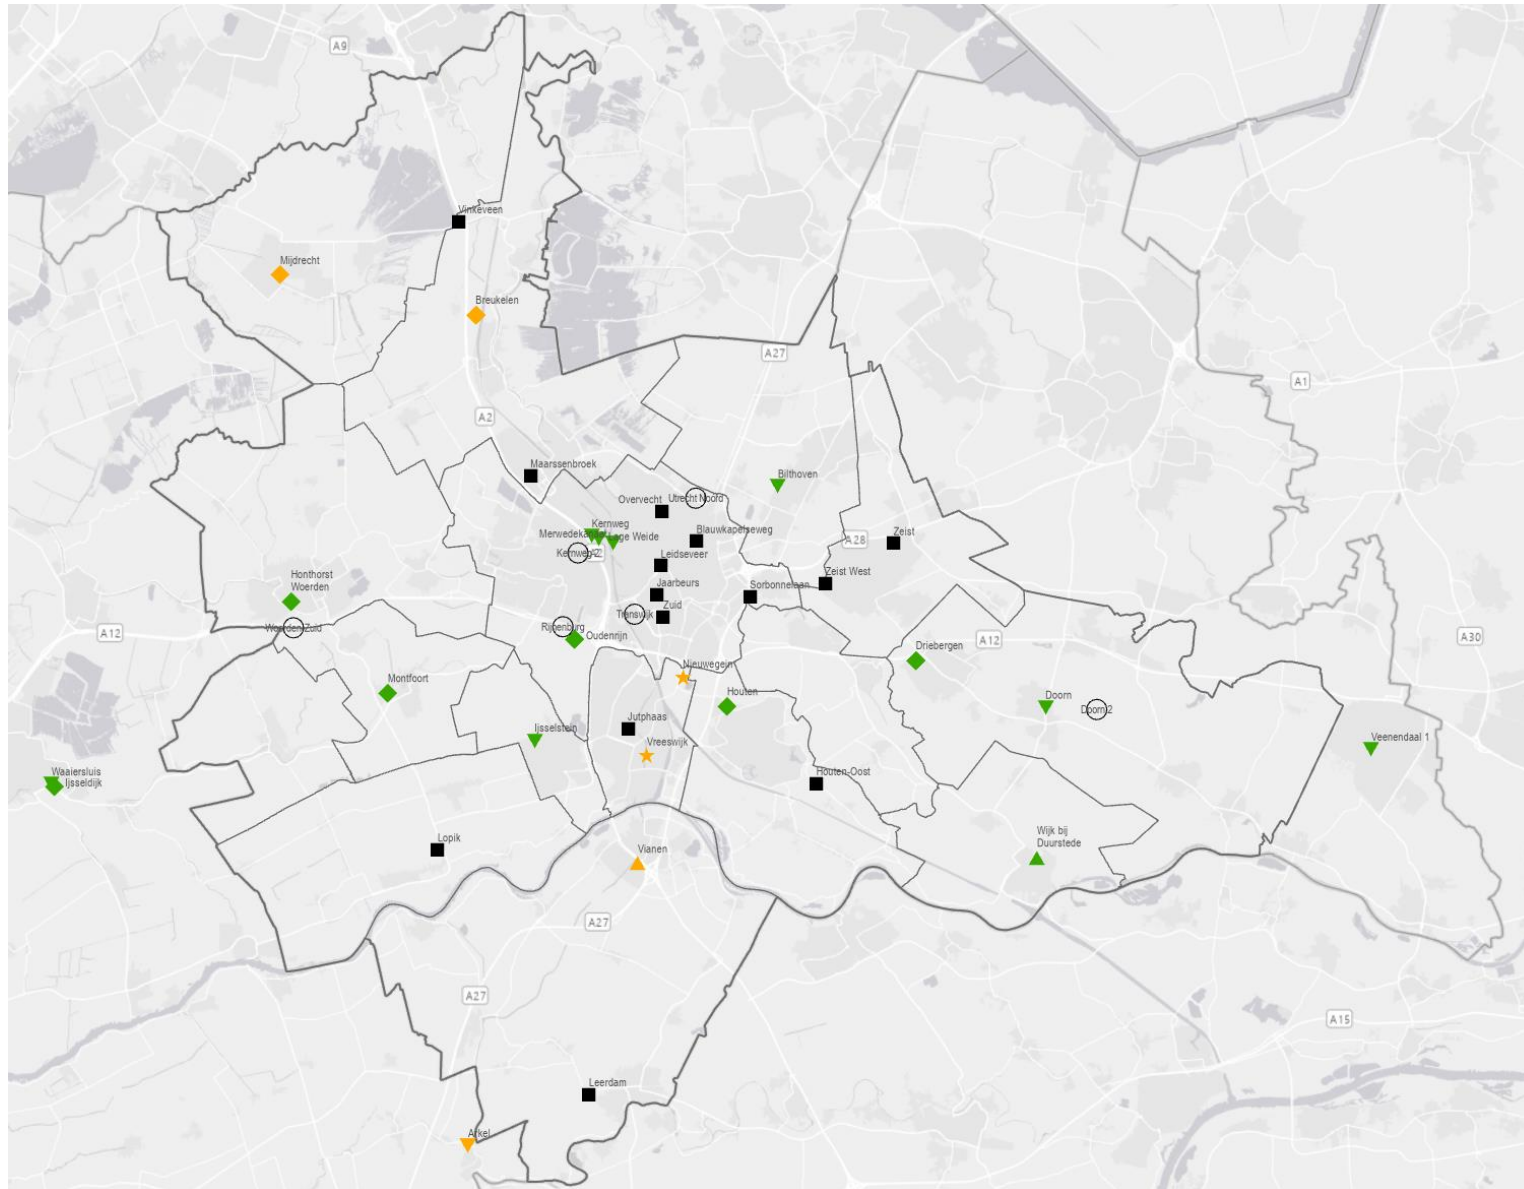 A9
Vinkeveen
Mijdrecht
Breukelen
A27
A1
A2
Maarssenbroek
Bilthoven
Overvecht
Utrecht Noord
Kernweg
Merwedekanaal
Lage Weide
Blauwkapelseweg
A28
Zeist
Kernweg 2
Leidseveer
Zeist West
Honthorst
Woerden
Jaarbeurs
Sorbonnelaan
Transwijk
Zuid
Woerden Zuid
Rijnenburg
Oudenrijn
A12
A12
A30
Driebergen
Nieuwegein
Montfoort
Houten
Doorn
Doorn 2
Ijsselstein
Jutphaas
Vreeswijk
Veenendaal 1
Waaiersluis
Ijsseldijk
Houten-Oost
Lopik
Vianen
Wijk bij
Duurstede
A27
A27
A15
Leerdam
Arkel